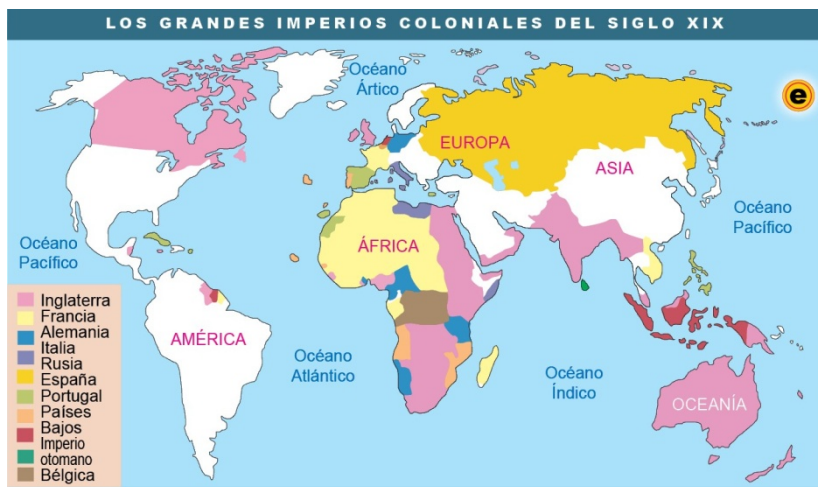 LOS GRANDES IMPERIOS COLONIALES DEL SIGLO XIX
Océano
Ártico
e
EUROPA
ASIA
Océano
Pacífico
Océano
Pacífico
ÁFRICA
AMÉRICA
Océano
Atlántico
Océano
Índico
OCEANÍA
Inglaterra
Francia
Alemania
Italia
Rusia
España
Portugal
Países
Bajos
Imperio
otomano
Bélgica